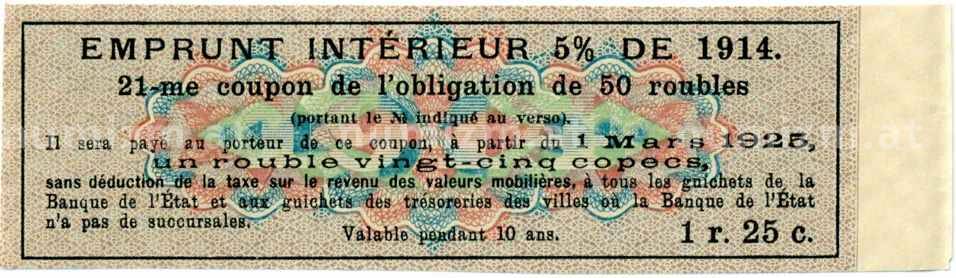 EMPRUNT INTÉRIEUR 5% DE 1914.
21-me coupon de l'obligation de 50 roubles
(portant le № indiqué au verso).
Il sera payé au porteur de ce coupon, à partir du 1 Mars 1925,
un rouble vingt-cinq copecs,
sans déduction de la taxe sur le revenu des valeurs mobilières, à tous les guichets de la
Banque de l'État et aux guichets des trésoreries des villes où la Banque de l'État
n'a pas de succursales.
Valable pendant 10 ans.
1 r. 25 c.